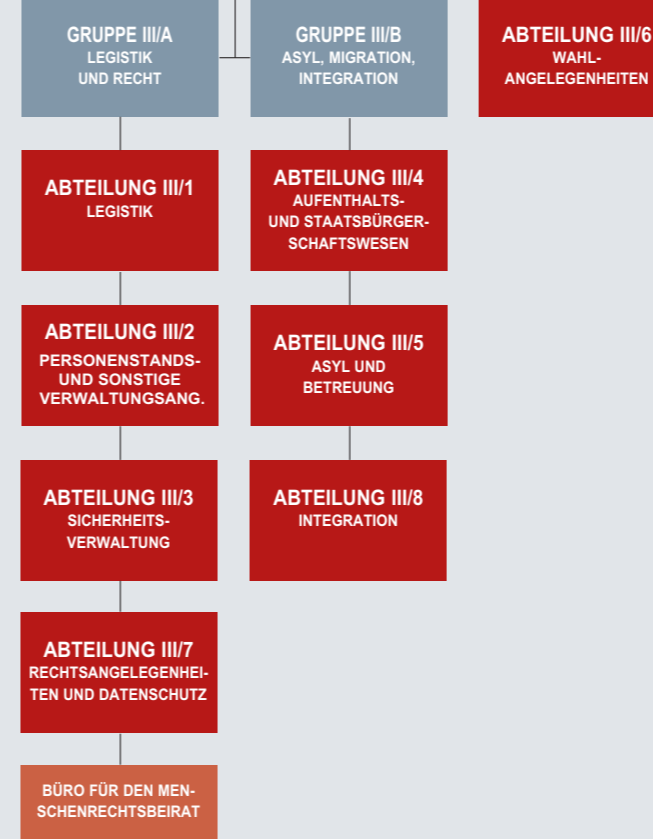 GRUPPE III/A
LEGISTIK
UND RECHT
GRUPPE III/B
ASYL, MIGRATION,
INTEGRATION
ABTEILUNG III/6
WAHL-
ANGELEGENHEITEN
ABTEILUNG III/1
LEGISTIK
ABTEILUNG III/4
AUFENTHALTS-
UND STAATSBÜRGER-
SCHAFTSWESEN
ABTEILUNG III/2
PERSONENSTANDS-
UND SONSTIGE
VERWALTUNGSANG.
ABTEILUNG III/5
ASYL UND
BETREUUNG
ABTEILUNG III/3
SICHERHEITS-
VERWALTUNG
ABTEILUNG III/8
INTEGRATION
ABTEILUNG III/7
RECHTSANGELEGENHEI-
TEN UND DATENSCHUTZ
BÜRO FÜR DEN MEN-
SCHENRECHTSBEIRAT